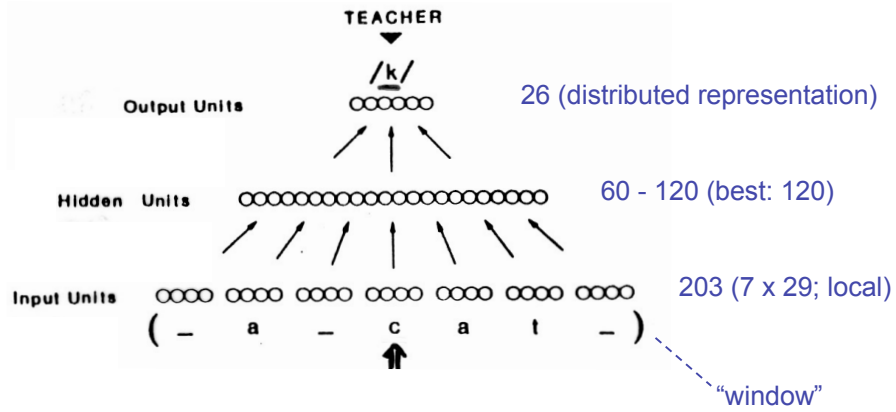 TEACHER
/k/
Output Units
26 (distributed representation)
Hidden Units
60 - 120 (best: 120)
Input Units
203 (7 x 29; local)
( – a – c a t – )
“window”